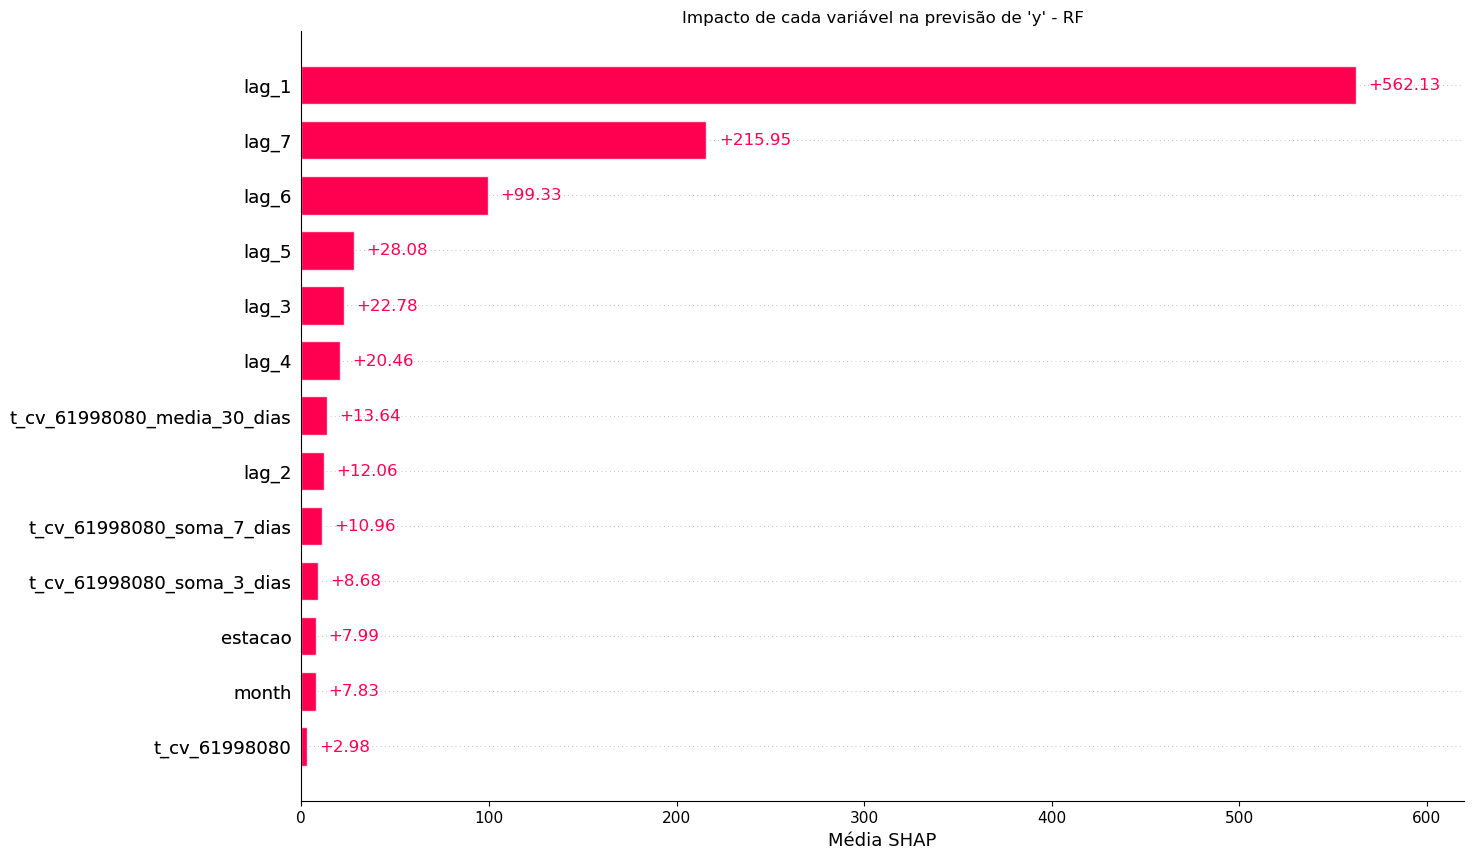 Impacto de cada variável na previsão de 'y' - RF
lag_1 +562.13
lag_7 +215.95
lag_6 +99.33
lag_5 +28.08
lag_3 +22.78
lag_4 +20.46
t_cv_61998080_media_30_dias +13.64
lag_2 +12.06
t_cv_61998080_soma_7_dias +10.96
t_cv_61998080_soma_3_dias +8.68
estacao +7.99
month +7.83
t_cv_61998080 +2.98
0 100 200 300 400 500 600
Média SHAP